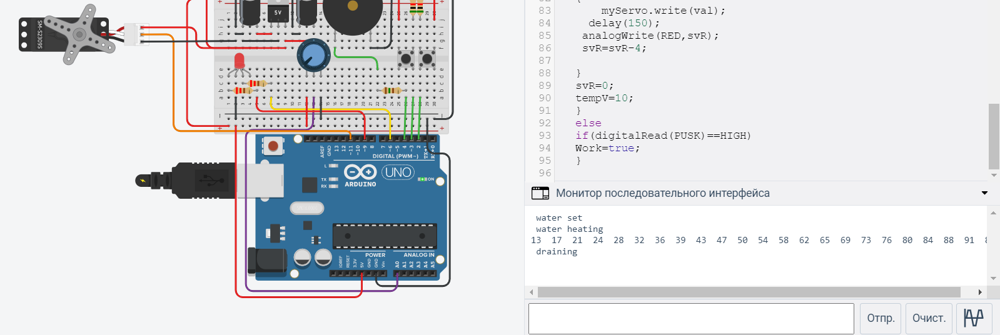 SM-S2309S
5V
j
i
h
g
f
e
d
c
b
a
AREF
GND
13
12
~11
~10
~9
8
7
~6
~5
4
~3
2
TX→1
RX←0
DIGITAL (PWM~)
L
TX
RX
ARDUINO
UNO
ON
POWER
ANALOG IN
IOREF
RESET
3.3V
5V
GND
GND
Vin
A0
A1
A2
A3
A4
A5
82 {
83 myServo.write(val);
84 delay(150);
85 analogWrite(RED,svR);
86 svR=svR-4;
87
88 }
89 svR=0;
90 tempV=10;
91 }
92 else
93 if(digitalRead(PUSK)==HIGH)
94 Work=true;
95 }
96
Монитор последовательного интерфейса
water set
water heating
13 17 21 24 28 32 36 39 43 47 50 54 58 62 65 69 73 76 80 84 88 91
draining
Отпр.
Очист.